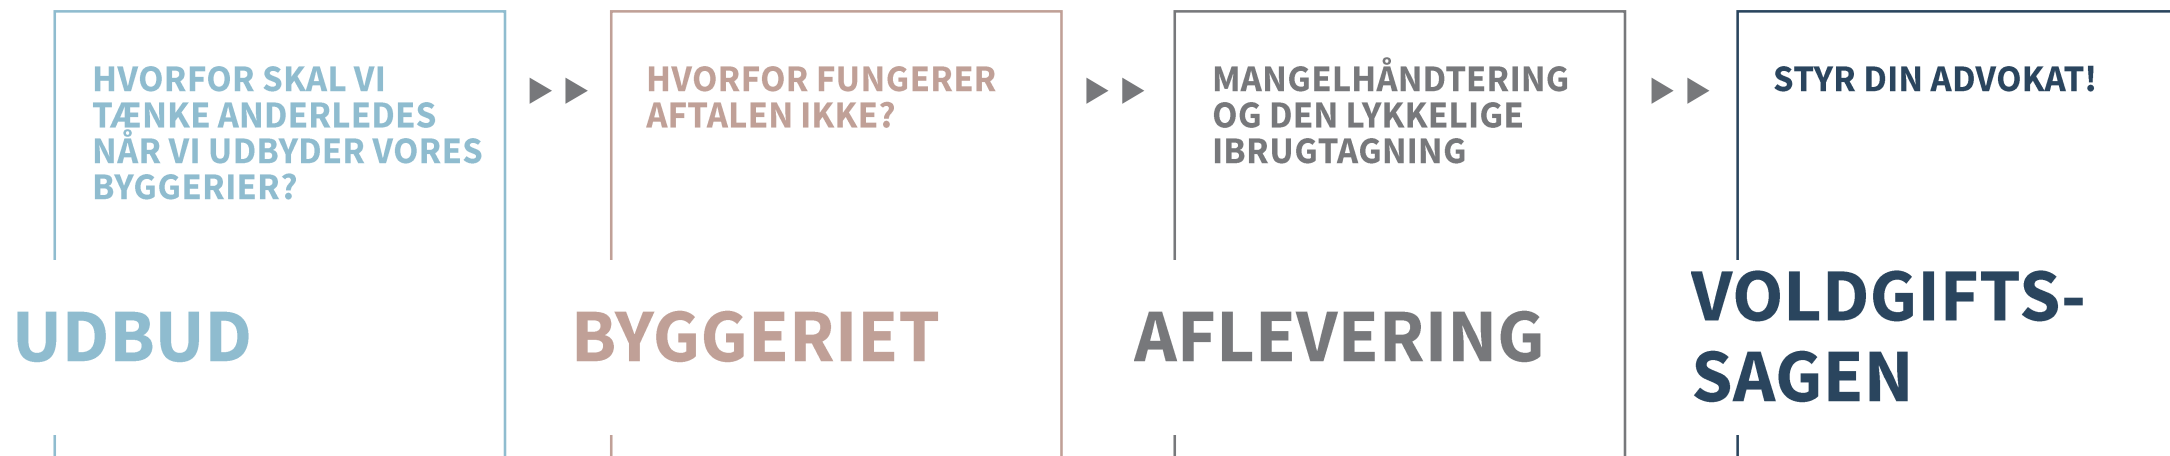 HVORFOR SKAL VI
TÆNKE ANDERLEDES
NÅR VI UDBYDER VORES
BYGGERIER?
UDBUD
HVORFOR FUNGERER
AFTALEN IKKE?
BYGGERIET
MANGELHÅNDTERING
OG DEN LYKKELIGE
IBRUGTAGNING
AFLEVERING
STYR DIN ADVOKAT!
VOLDGIFTS-
SAGEN